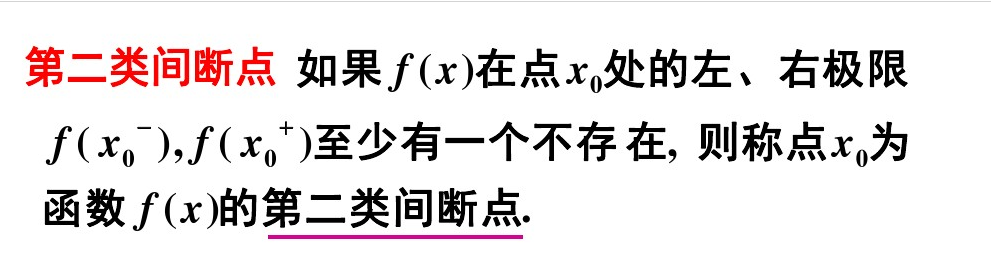 第二类间断点 如果f(x)在点x₀处的左、右极限
f(x₀⁻),f(x₀⁺)至少有一个不存在, 则称点x₀为
函数f(x)的第二类间断点.